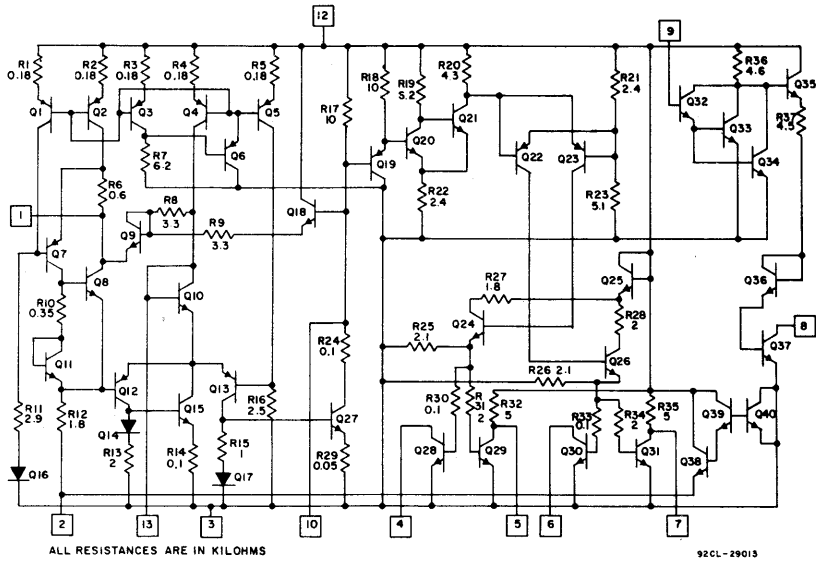 12
9
R1
0.18
R2
0.18
R3
0.18
R4
0.18
R5
0.18
R17
10
R18
10
R19
5.2
R20
4.3
R21
2.4
R36
4.6
Q35
Q1
Q2
Q3
Q4
Q5
Q32
Q33
Q34
R37
4.5
R7
6.2
Q6
Q19
Q20
Q21
Q22
Q23
R6
0.6
R8
3.3
R9
3.3
Q18
R22
2.4
R23
5.1
1
Q9
Q7
Q8
Q10
Q25
Q36
R10
0.35
R27
1.8
Q24
R28
2
8
Q11
R24
0.1
R25
2.1
Q26
Q37
R26 2.1
Q12
Q13
R16
2.5
R11
2.9
R12
1.8
Q15
Q27
R30
0.1
R31
2
R32
5
R33
0.1
R34
2
R35
5
Q39
Q40
Q14
R13
2
R14
0.1
R15
1
R29
0.05
Q28
Q29
Q30
Q31
Q38
Q16
Q17
2
13
3
10
4
5
6
7
ALL RESISTANCES ARE IN KILOHMS
92CL-29013